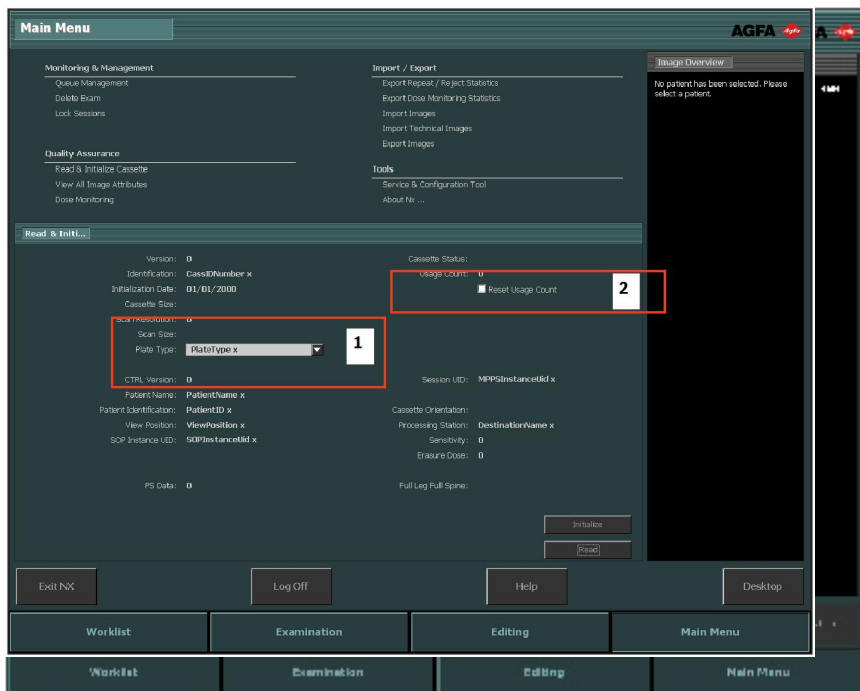 Main Menu
AGFA
Monitoring & Management
Queue Management
Delete Exam
Lock Sessions
Quality Assurance
Read & Initialize Cassette
View All Image Attributes
Dose Monitoring
Import / Export
Export Repeat / Reject Statistics
Export Dose Monitoring Statistics
Import Images
Import Technical Images
Export Images
Tools
Service & Configuration Tool
About Nx ...
Image Overview
No patient has been selected. Please
select a patient.
Read & Initi...
Version: 0
Identification: CassIDNumber x
Initialization Date: 01/01/2000
Cassette Size:
Scan Resolution: 0
Scan Size:
Plate Type: PlateType x
1
CTRL Version: 0
Patient Name: PatientName x
Patient Identification: PatientID x
View Position: ViewPosition x
SOP Instance UID: SOPInstanceUid x
PS Data: 0
Cassette Status:
Usage Count: 0
Reset Usage Count
2
Session UID: MPPSInstanceUid x
Cassette Orientation:
Processing Station: DestinationName x
Sensitivity: 0
Erasure Dose: 0
Full Leg Full Spine:
Initialize
Read
Exit NX
Log Off
Help
Desktop
Worklist
Examination
Editing
Main Menu
Worklist
Examination
Editing
Main Menu